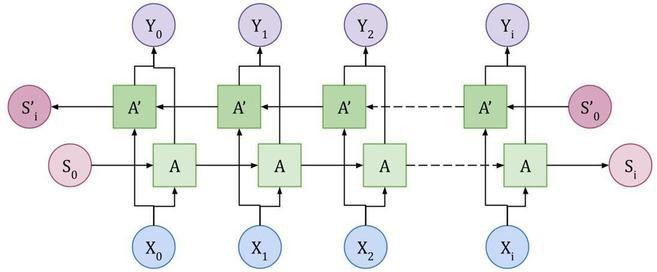 Y₀ Y₁ Y₂ Yᵢ
S'ᵢ A' A' A' A' S'₀
S₀ A A A A Sᵢ
X₀ X₁ X₂ Xᵢ